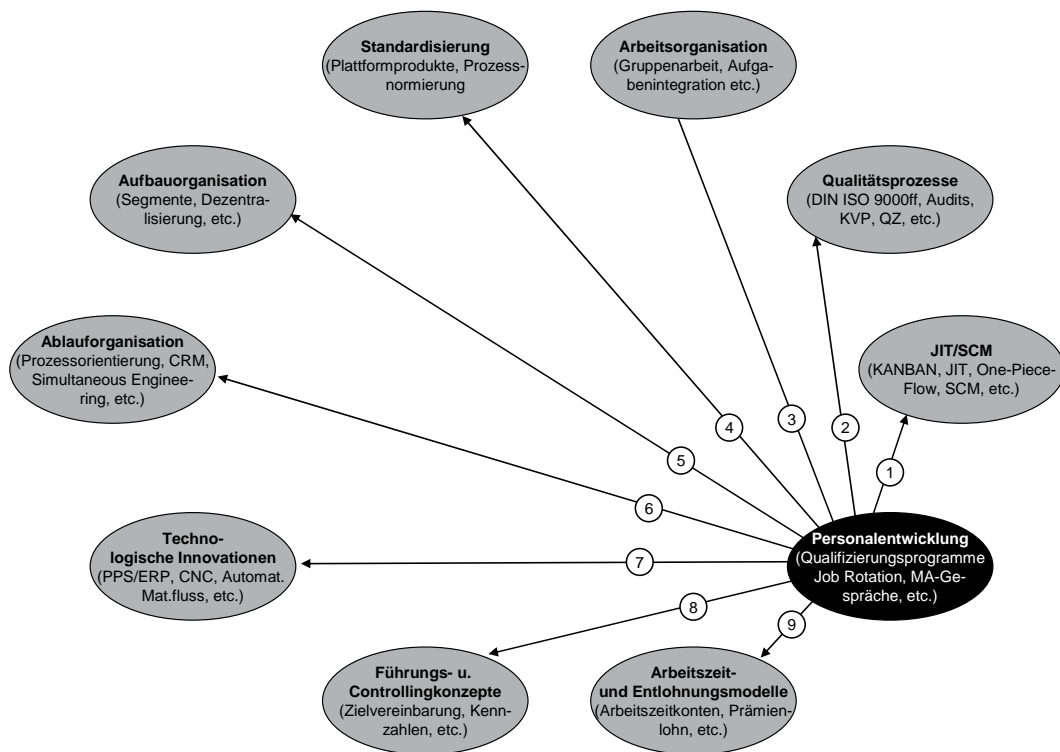 Standardisierung
(Plattformprodukte, Prozess-
normierung
Arbeitsorganisation
(Gruppenarbeit, Aufga-
benintegration etc.)
Aufbauorganisation
(Segmente, Dezentra-
lisierung, etc.)
Qualitätsprozesse
(DIN ISO 9000ff, Audits,
KVP, QZ, etc.)
Ablauforganisation
(Prozessorientierung, CRM,
Simultaneous Enginee-
ring, etc.)
JIT/SCM
(KANBAN, JIT, One-Piece-
Flow, SCM, etc.)
4
3
2
5
1
6
Techno-
logische Innovationen
(PPS/ERP, CNC, Automat.
Mat.fluss, etc.)
7
Personalentwicklung
(Qualifizierungsprogramme
Job Rotation, MA-Ge-
spräche, etc.)
8
9
Führungs- u.
Controllingkonzepte
(Zielvereinbarung, Kenn-
zahlen, etc.)
Arbeitszeit-
und Entlohnungsmodelle
(Arbeitszeitkonten, Prämien-
lohn, etc.)